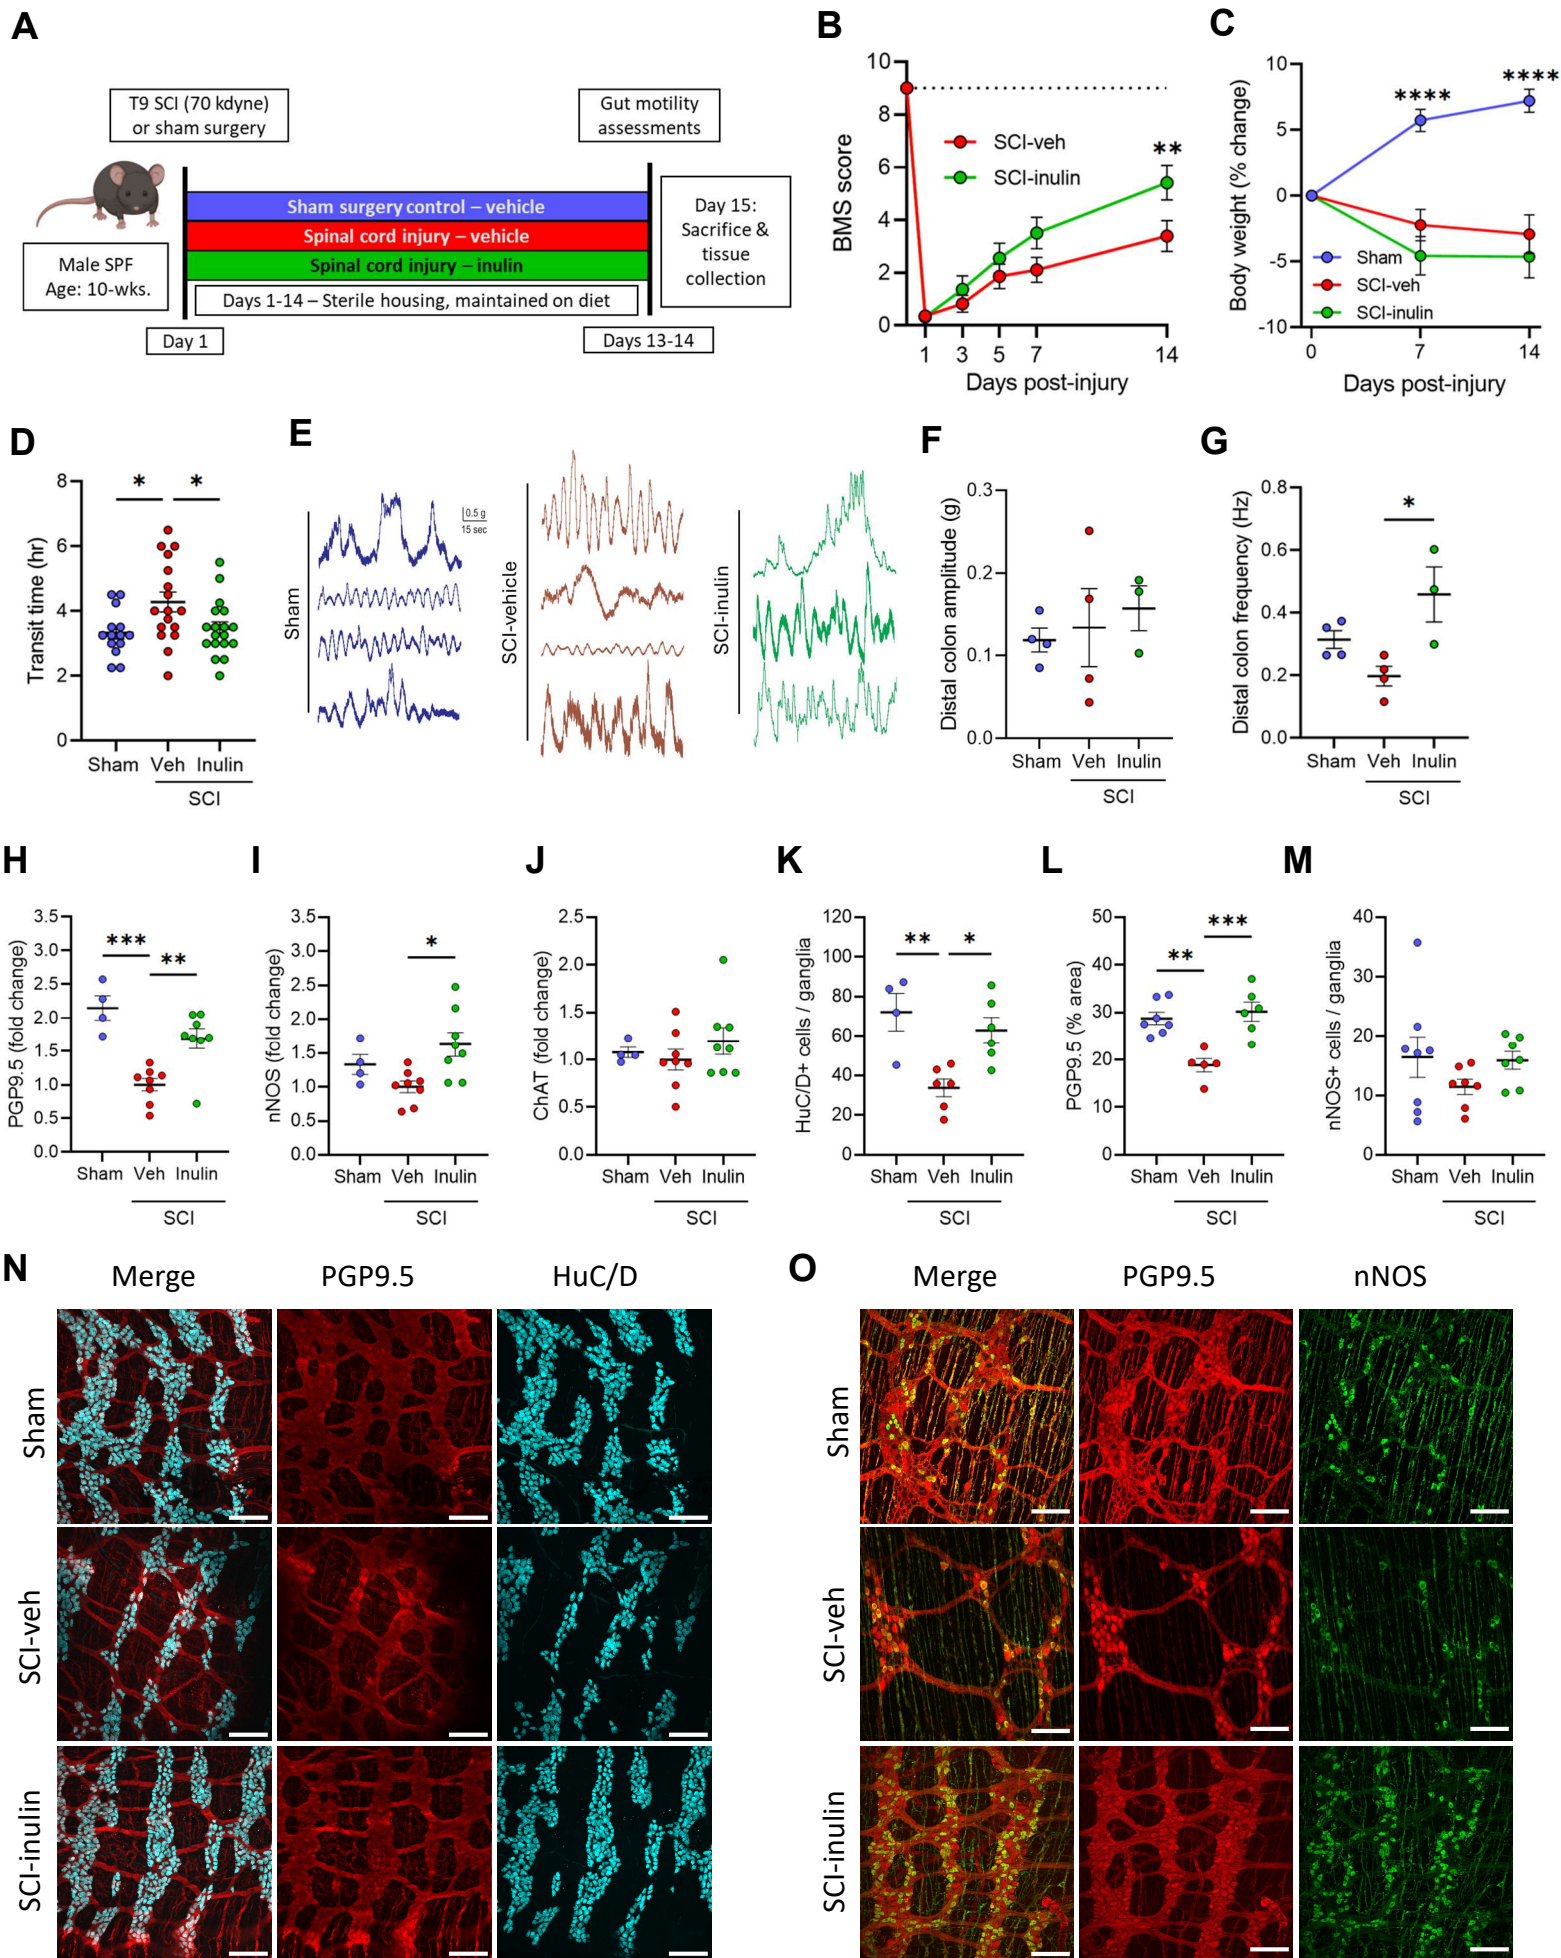 A
T9 SCI (70 kdyne)
or sham surgery
Gut motility
assessments
Sham surgery control – vehicle
Spinal cord injury – vehicle
Spinal cord injury – inulin
Days 1-14 – Sterile housing, maintained on diet
Male SPF
Age: 10-wks.
Day 15:
Sacrifice &
tissue
collection
Day 1
Days 13-14
B
BMS score
10
8
6
4
2
0
SCI-veh
SCI-inulin
**
1 3 5 7 14
Days post-injury
C
Body weight (% change)
10
5
0
-5
-10
****
****
Sham
SCI-veh
SCI-inulin
0 7 14
Days post-injury
D
Transit time (hr)
8
6
4
2
0
* *
Sham Veh Inulin
SCI
E
Sham
0.5 g
15 sec
SCI-vehicle
SCI-inulin
F
Distal colon amplitude (g)
0.3
0.2
0.1
0.0
Sham Veh Inulin
SCI
G
Distal colon frequency (Hz)
0.8
0.6
0.4
0.2
0.0
*
Sham Veh Inulin
SCI
H
PGP9.5 (fold change)
3.5
3.0
2.5
2.0
1.5
1.0
0.5
0.0
***
**
Sham Veh Inulin
SCI
I
nNOS (fold change)
3.5
3.0
2.5
2.0
1.5
1.0
0.5
0.0
*
Sham Veh Inulin
SCI
J
ChAT (fold change)
2.5
2.0
1.5
1.0
0.5
0.0
Sham Veh Inulin
SCI
K
HuC/D+ cells / ganglia
120
100
80
60
40
20
0
** *
Sham Veh Inulin
SCI
L
PGP9.5 (% area)
50
40
30
20
10
0
**
***
Sham Veh Inulin
SCI
M
nNOS+ cells / ganglia
40
30
20
10
0
Sham Veh Inulin
SCI
N
Merge PGP9.5 HuC/D
Sham
SCI-veh
SCI-inulin
O
Merge PGP9.5 nNOS
Sham
SCI-veh
SCI-inulin